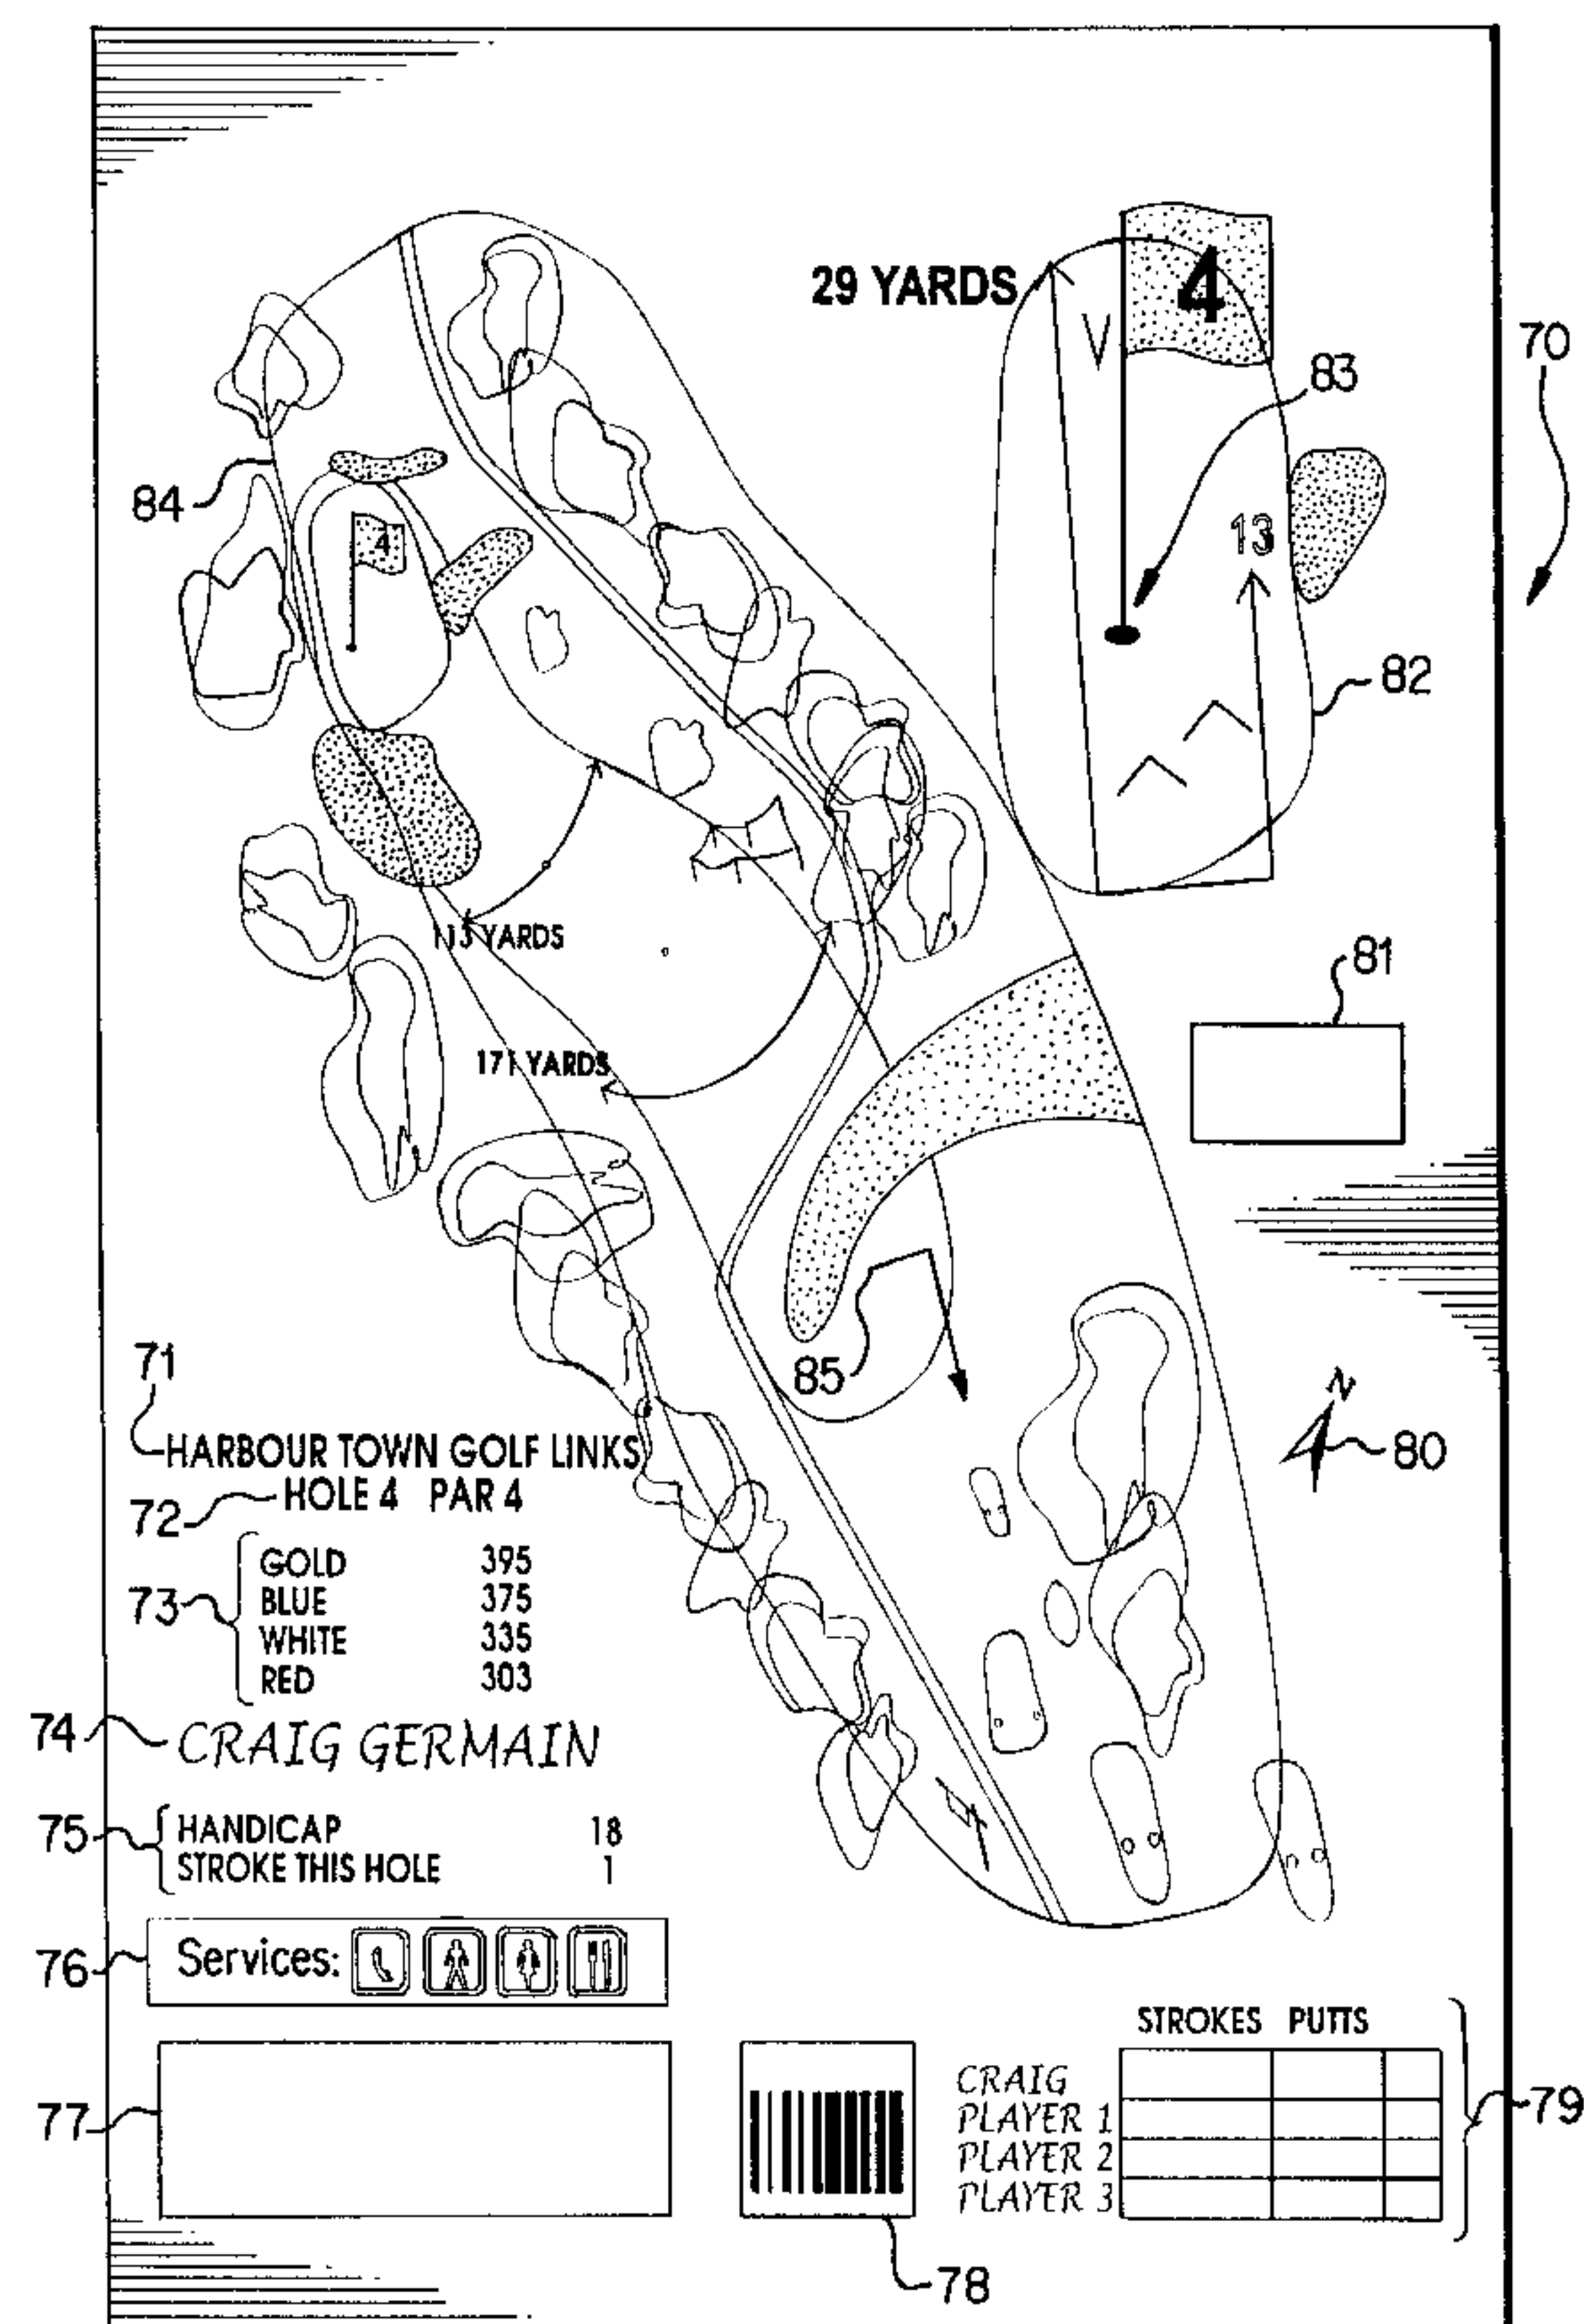 29 YARDS
4
70
83
84
4
13
82
113 YARDS
81
171 YARDS
85
N
80
71
HARBOUR TOWN GOLF LINKS
72 HOLE 4 PAR 4
73
GOLD 395
BLUE 375
WHITE 335
RED 303
74 CRAIG GERMAIN
75
HANDICAP 18
STROKE THIS HOLE 1
76 Services:
STROKES PUTTS
77
CRAIG
PLAYER 1
PLAYER 2
PLAYER 3
79
78